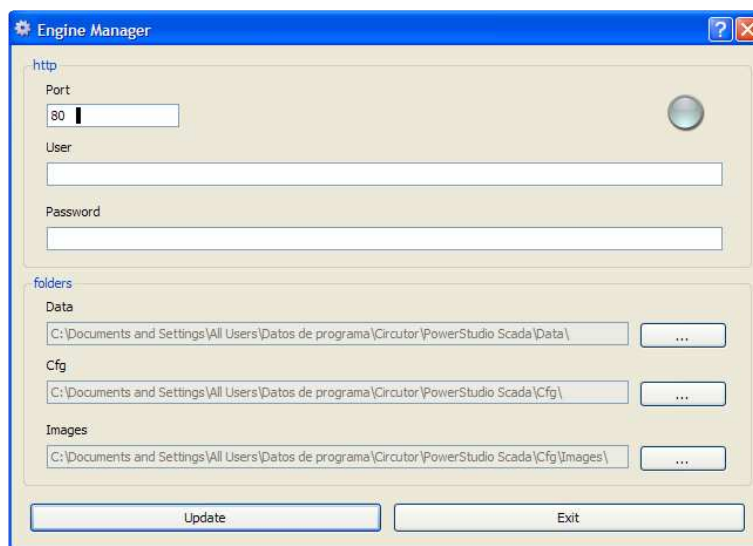 Engine Manager
http
Port
80
User
Password
folders
Data
C:\Documents and Settings\All Users\Datos de programa\Circutor\PowerStudio Scada\Data\
...
Cfg
C:\Documents and Settings\All Users\Datos de programa\Circutor\PowerStudio Scada\Cfg\
...
Images
C:\Documents and Settings\All Users\Datos de programa\Circutor\PowerStudio Scada\Cfg\Images\
...
Update Exit